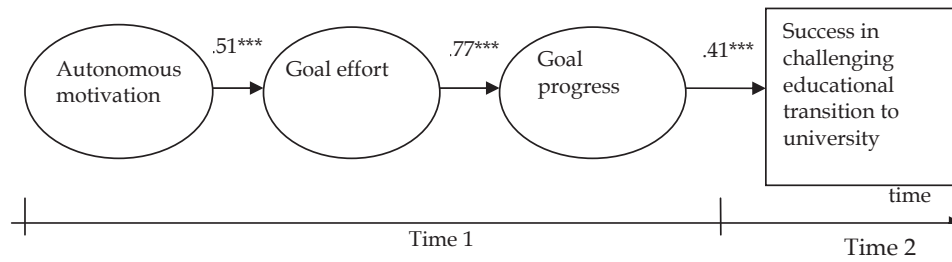 Autonomous
motivation
.51***
Goal effort
.77***
Goal
progress
.41***
Success in
challenging
educational
transition to
university
time
Time 1
Time 2